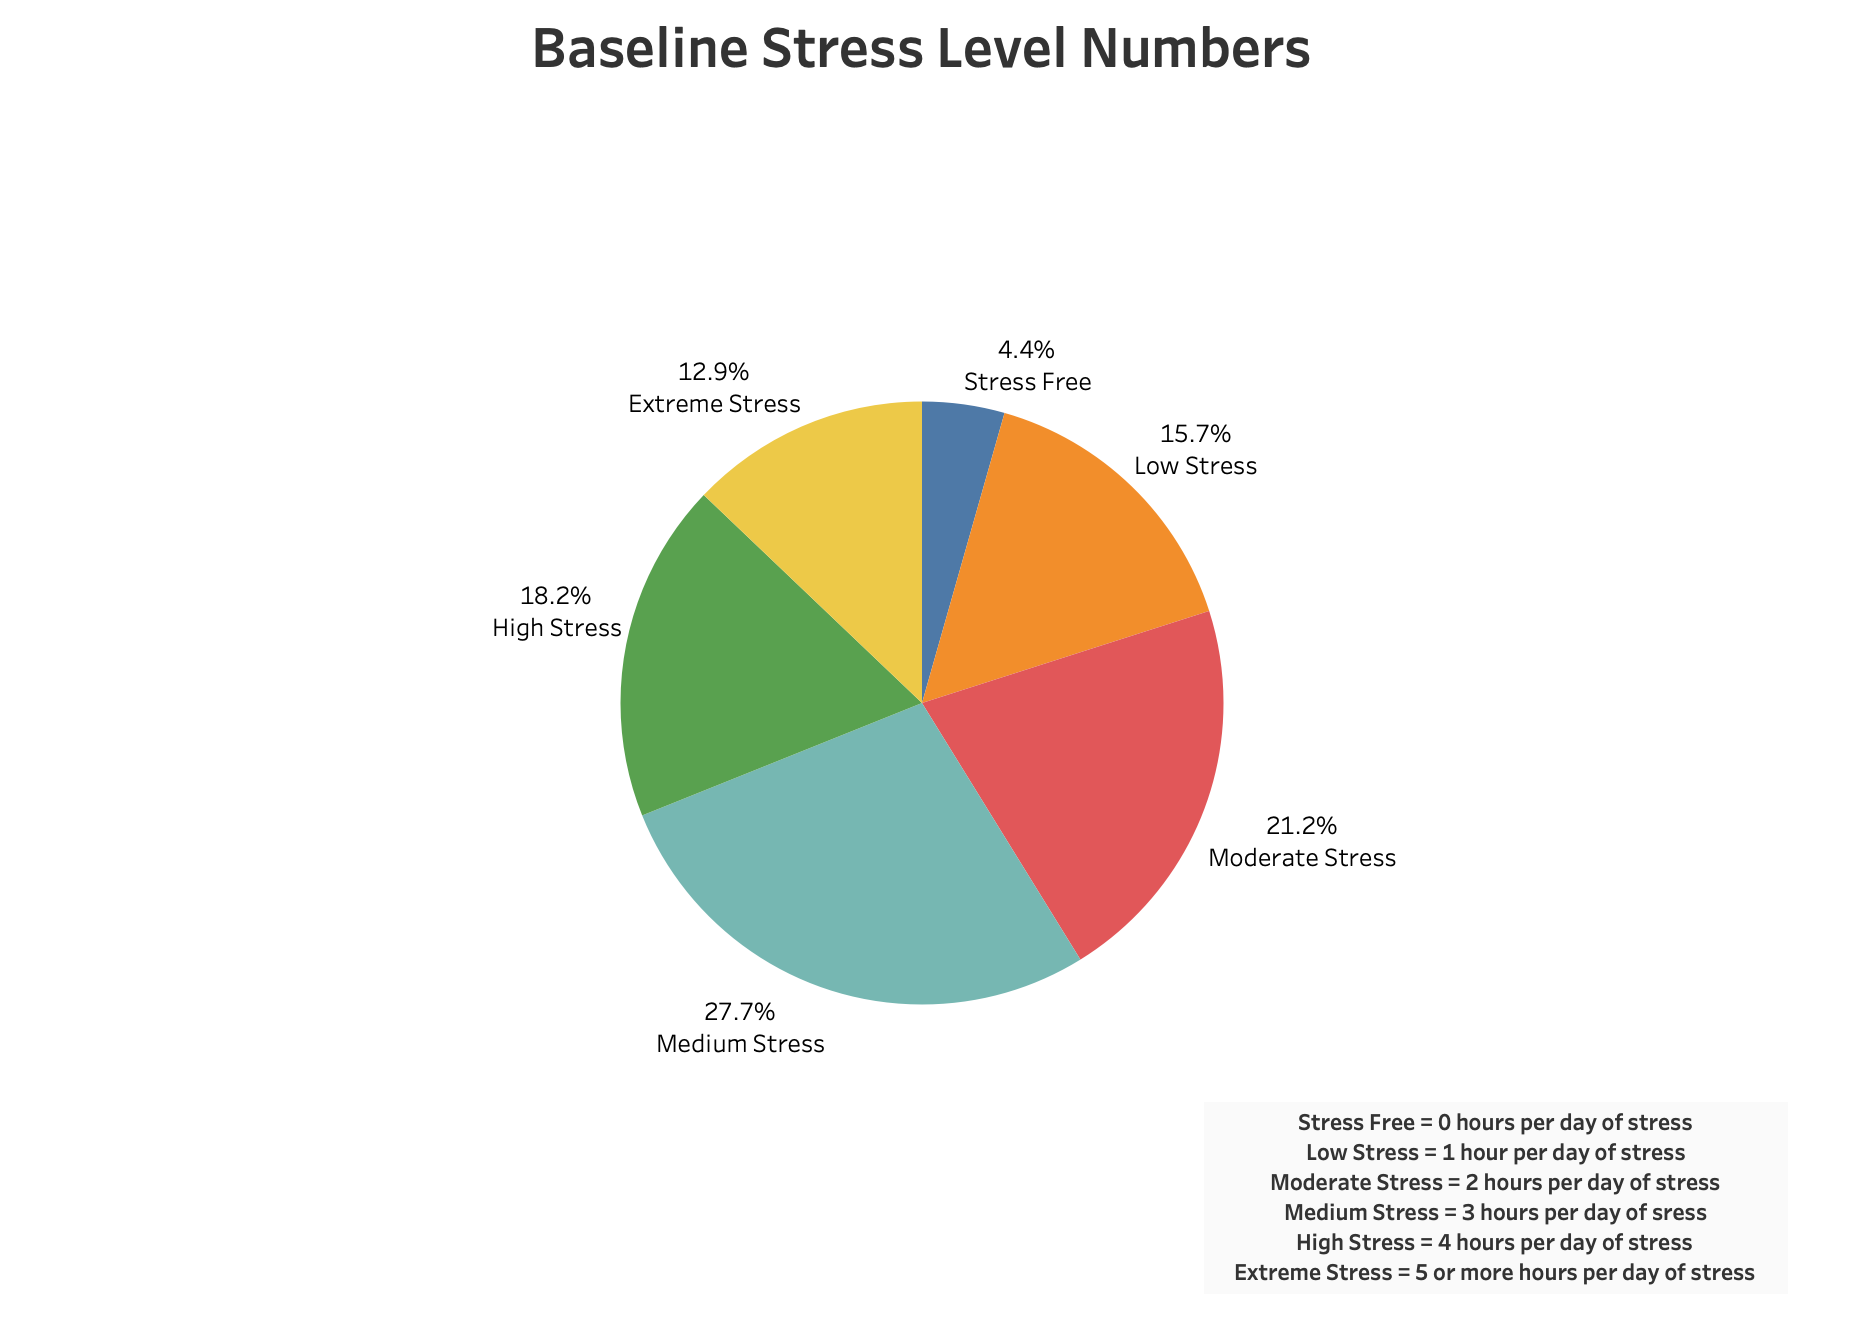 Baseline Stress Level Numbers
4.4%
Stress Free
12.9%
Extreme Stress
15.7%
Low Stress
18.2%
High Stress
21.2%
Moderate Stress
27.7%
Medium Stress
Stress Free = 0 hours per day of stress
Low Stress = 1 hour per day of stress
Moderate Stress = 2 hours per day of stress
Medium Stress = 3 hours per day of sress
High Stress = 4 hours per day of stress
Extreme Stress = 5 or more hours per day of stress